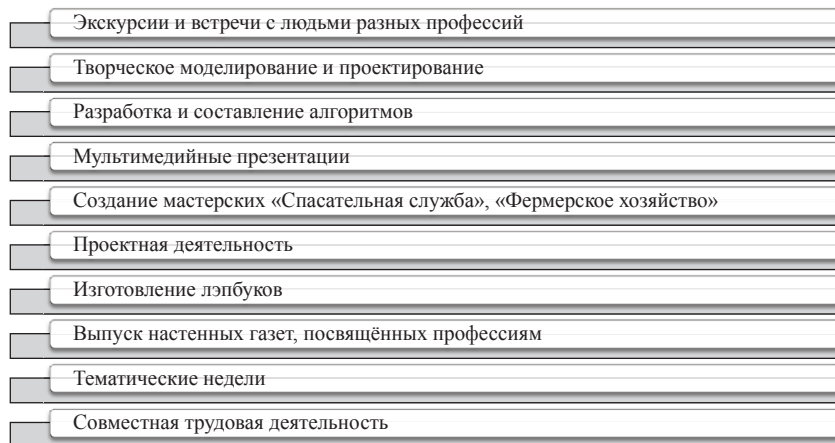 Экскурсии и встречи с людьми разных профессий
Творческое моделирование и проектирование
Разработка и составление алгоритмов
Мультимедийные презентации
Создание мастерских «Спасательная служба», «Фермерское хозяйство»
Проектная деятельность
Изготовление лэпбуков
Выпуск настенных газет, посвящённых профессиям
Тематические недели
Совместная трудовая деятельность